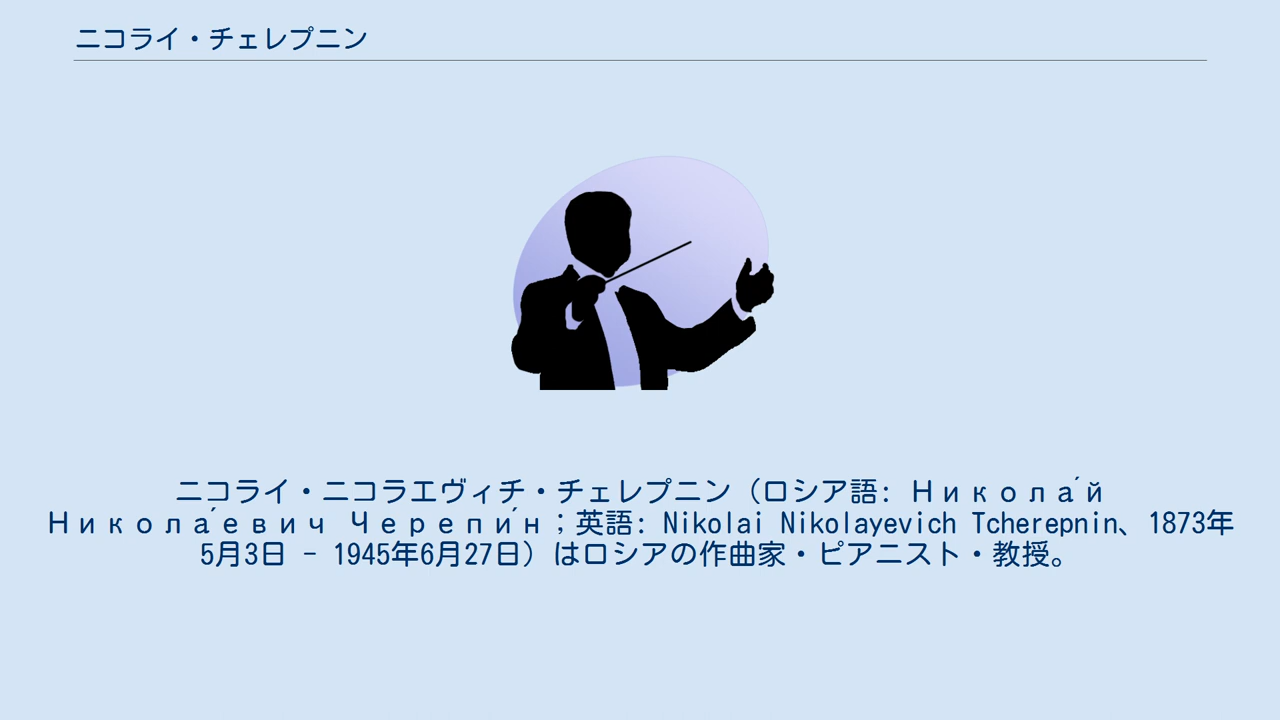 ニコライ・チェレプニン
ニコライ・ニコラエヴィチ・チェレプニン（ロシア語: Никола́й
Никола́евич Черепи́н；英語: Nikolai Nikolayevich Tcherepnin、1873年
5月3日 - 1945年6月27日）はロシアの作曲家・ピアニスト・教授。